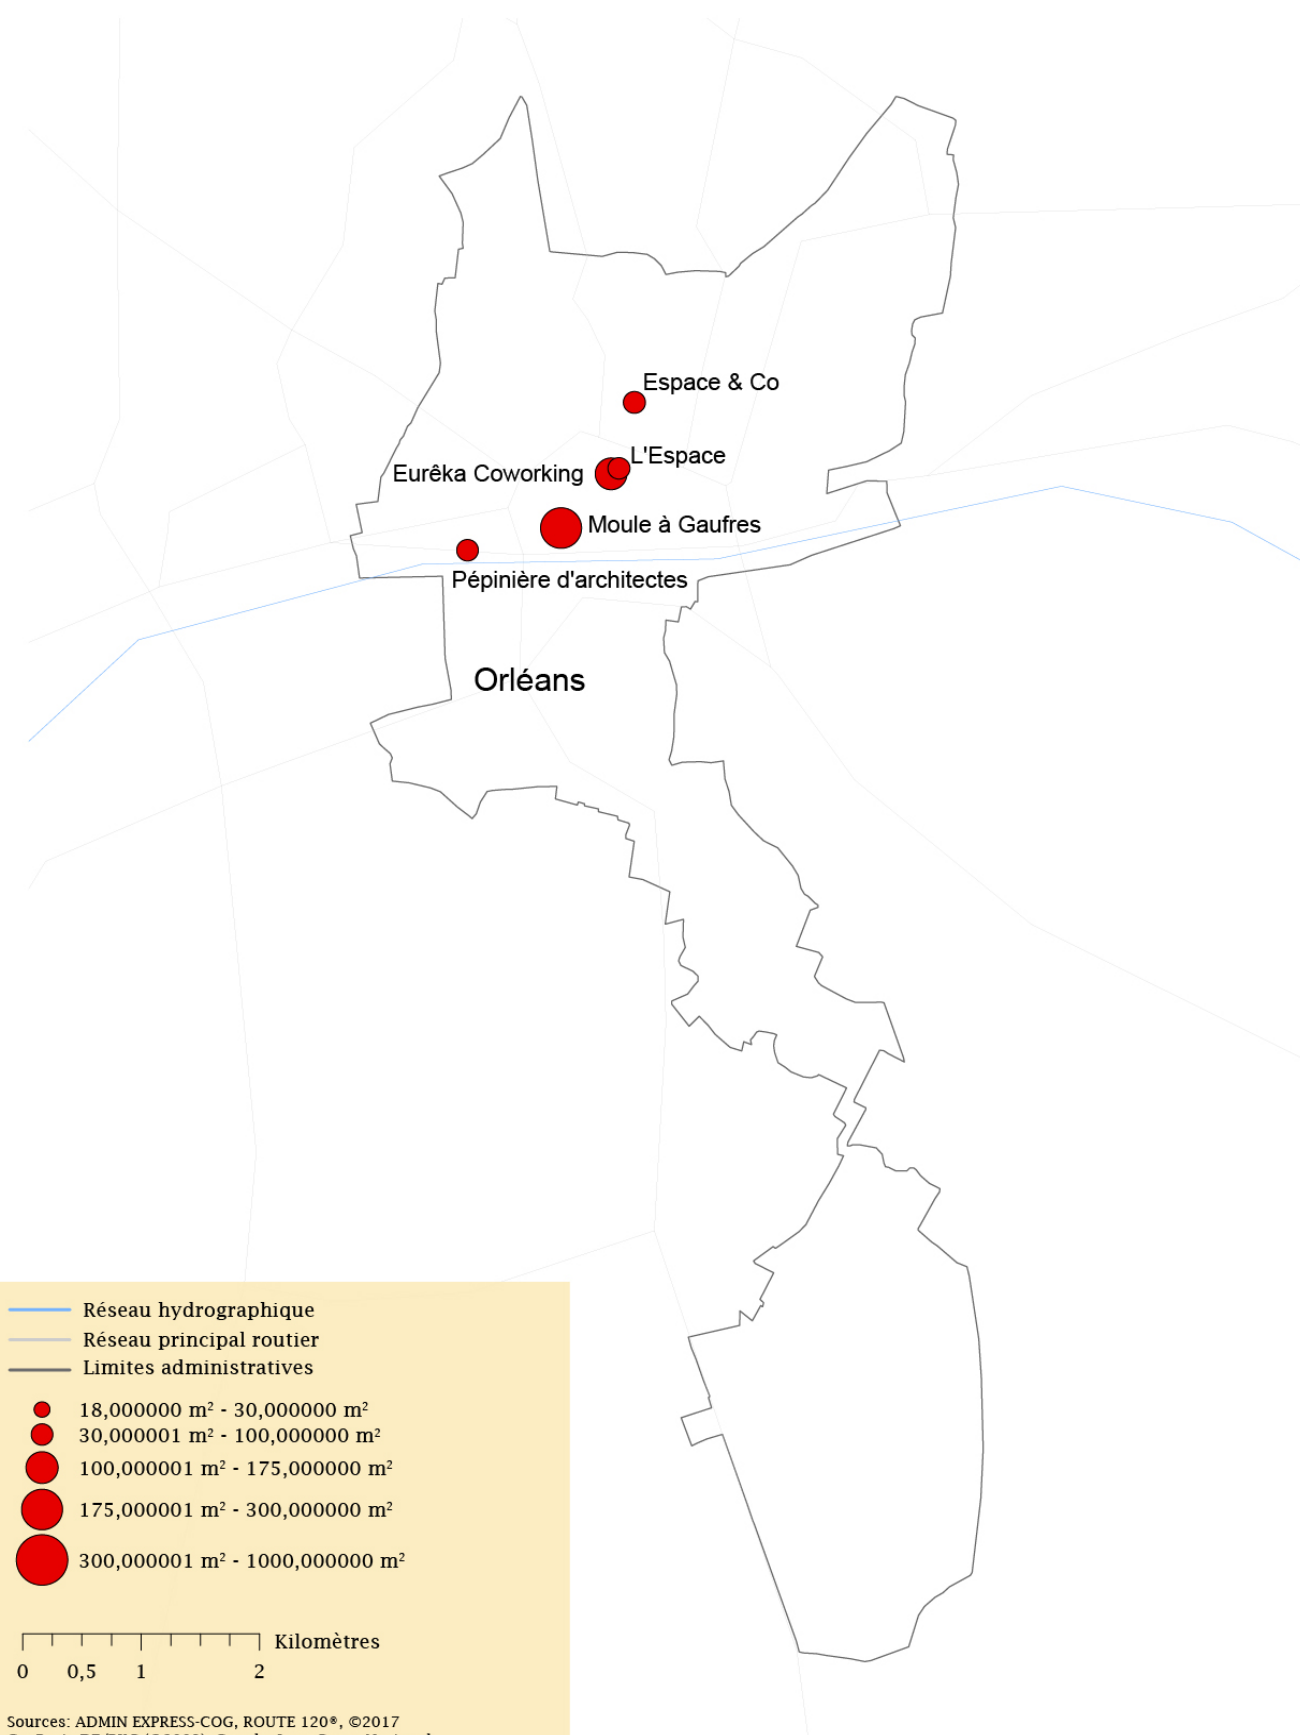 Espace & Co
L'Espace
Eurêka Coworking
Moule à Gaufres
Pépinière d'architectes
Orléans
Réseau hydrographique
Réseau principal routier
Limites administratives
18,000000 m² - 30,000000 m²
30,000001 m² - 100,000000 m²
100,000001 m² - 175,000000 m²
175,000001 m² - 300,000000 m²
300,000001 m² - 1000,000000 m²
Kilomètres
0 0,5 1 2
Sources: ADMIN EXPRESS-COG, ROUTE 120®, ©2017